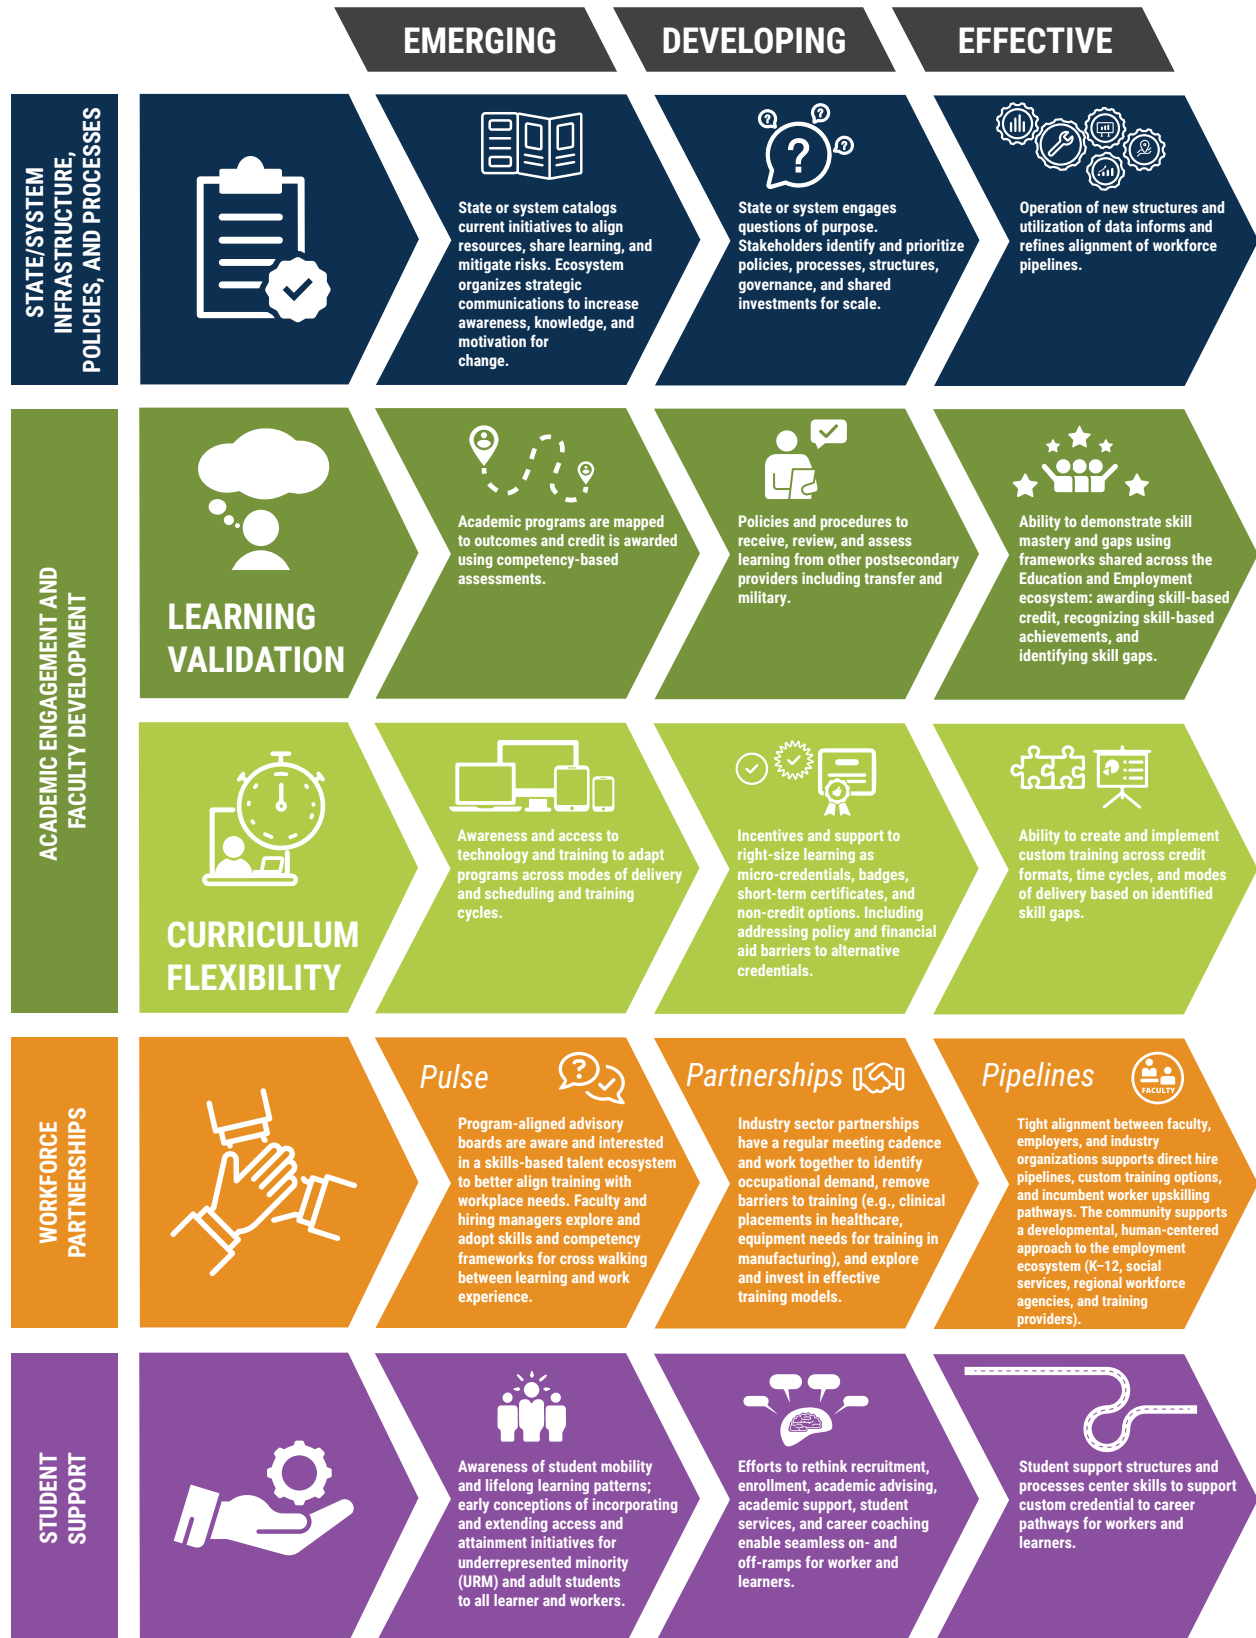 EMERGING
DEVELOPING
EFFECTIVE
STATE/SYSTEM
INFRASTRUCTURE,
POLICIES, AND PROCESSES
State or system catalogs
current initiatives to align
resources, share learning, and
mitigate risks. Ecosystem
organizes strategic
communications to increase
awareness, knowledge, and
motivation for
change.
State or system engages
questions of purpose.
Stakeholders identify and prioritize
policies, processes, structures,
governance, and shared
investments for scale.
Operation of new structures and
utilization of data informs and
refines alignment of workforce
pipelines.
ACADEMIC ENGAGEMENT AND
FACULTY DEVELOPMENT
LEARNING
VALIDATION
Academic programs are mapped
to outcomes and credit is awarded
using competency-based
assessments.
Policies and procedures to
receive, review, and assess
learning from other postsecondary
providers including transfer and
military.
Ability to demonstrate skill
mastery and gaps using
frameworks shared across the
Education and Employment
ecosystem: awarding skill-based
credit, recognizing skill-based
achievements, and
identifying skill gaps.
CURRICULUM
FLEXIBILITY
Awareness and access to
technology and training to adapt
programs across modes of delivery
and scheduling and training
cycles.
Incentives and support to
right-size learning as
micro-credentials, badges,
short-term certificates, and
non-credit options. Including
addressing policy and financial
aid barriers to alternative
credentials.
Ability to create and implement
custom training across credit
formats, time cycles, and modes
of delivery based on identified
skill gaps.
WORKFORCE
PARTNERSHIPS
Pulse
Program-aligned advisory
boards are aware and interested
in a skills-based talent ecosystem
to better align training with
workplace needs. Faculty and
hiring managers explore and
adopt skills and competency
frameworks for cross walking
between learning and work
experience.
Partnerships
Industry sector partnerships
have a regular meeting cadence
and work together to identify
occupational demand, remove
barriers to training (e.g., clinical
placements in healthcare,
equipment needs for training in
manufacturing), and explore
and invest in effective
training models.
Pipelines
FACULTY
Tight alignment between faculty,
employers, and industry
organizations supports direct hire
pipelines, custom training options,
and incumbent worker upskilling
pathways. The community supports
a developmental, human-centered
approach to the employment
ecosystem (K–12, social
services, regional workforce
agencies, and training
providers).
STUDENT
SUPPORT
Awareness of student mobility
and lifelong learning patterns;
early conceptions of incorporating
and extending access and
attainment initiatives for
underrepresented minority
(URM) and adult students
to all learner and workers.
Efforts to rethink recruitment,
enrollment, academic advising,
academic support, student
services, and career coaching
enable seamless on- and
off-ramps for worker and
learners.
Student support structures and
processes center skills to support
custom credential to career
pathways for workers and
learners.